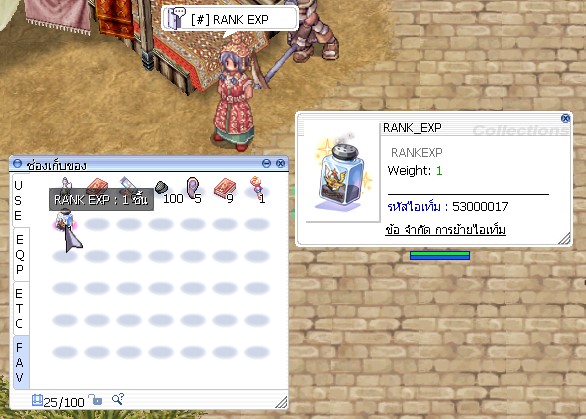 [#] RANK EXP
RANK_EXP
Collections
RANKEXP
Weight: 1
รหัสไอเท็ม : 53000017
ข้อ จำกัด การย้ายไอเท็ม
ช่องเก็บของ
USE
EQP
ETC
FAV
RANK EXP : 1 ชิ้น
100
5
9
1
25/100